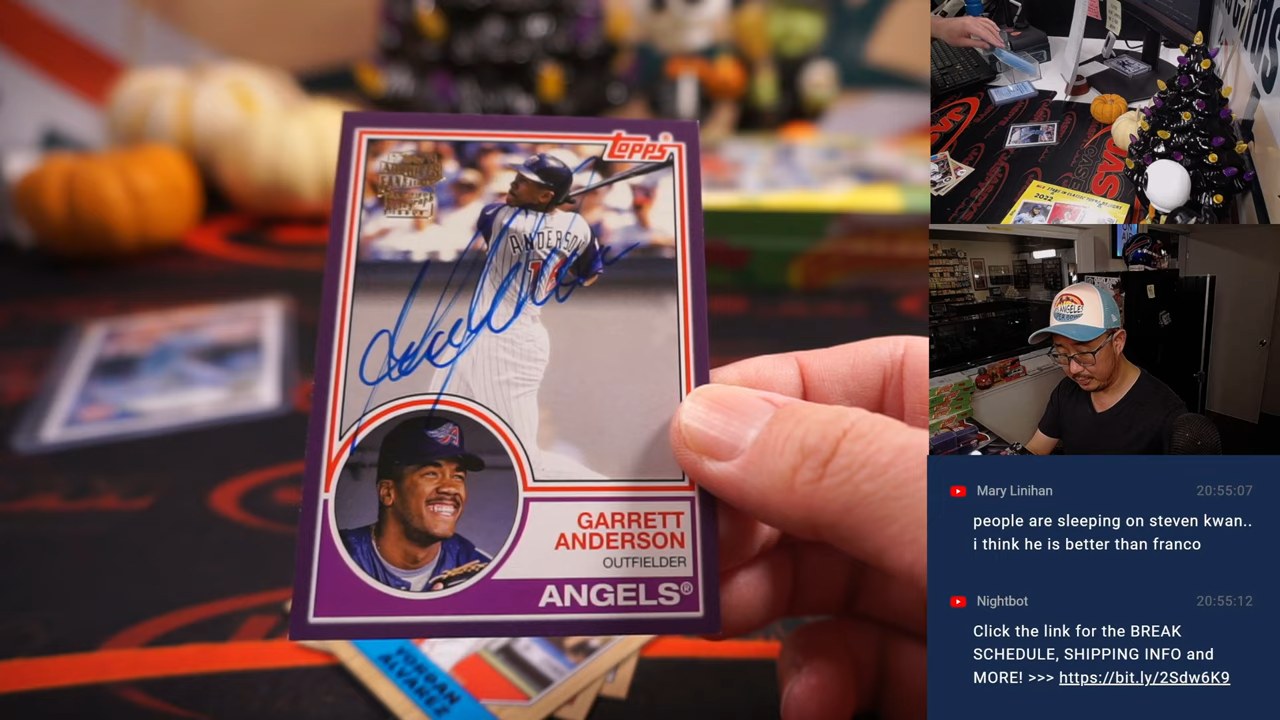 Topps®
ANDERSON
GARRETT
ANDERSON
OUTFIELDER
ANGELS®
YORDAN
ALVAREZ
2022
Mary Linihan 20:55:07
people are sleeping on steven kwan..
i think he is better than franco
Nightbot 20:55:12
Click the link for the BREAK
SCHEDULE, SHIPPING INFO and
MORE! >>> https://bit.ly/2Sdw6K9